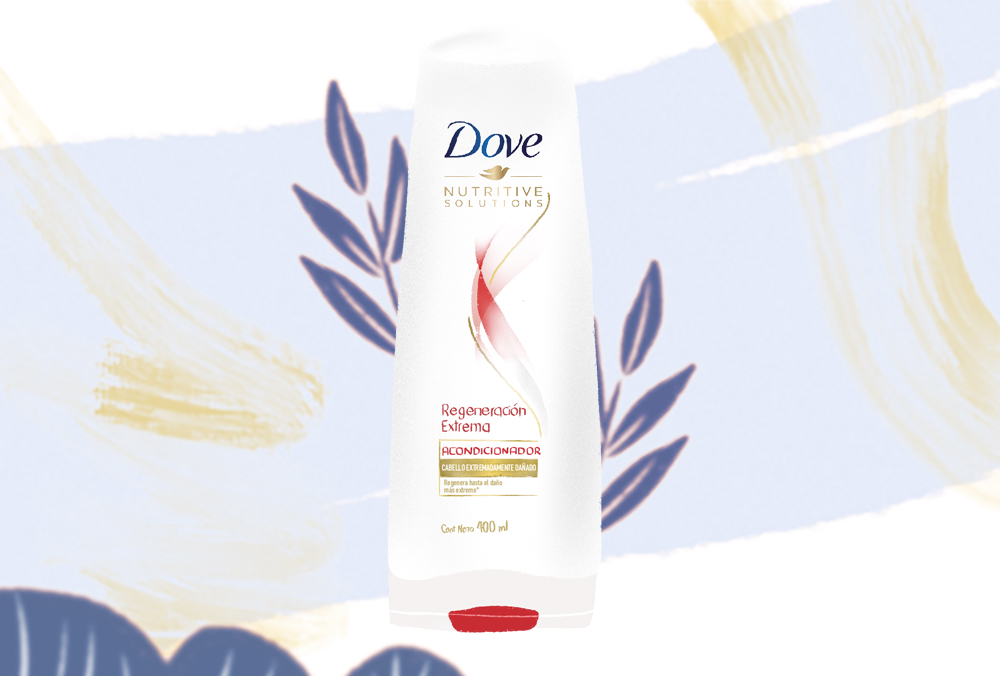 Dove
NUTRITIVE
SOLUTIONS
Regeneración
Extrema
ACONDICIONADOR
CABELLO EXTREMADAMENTE DAÑADO
Regenera hasta el daño
más extremo*
Cont Neto 400 ml